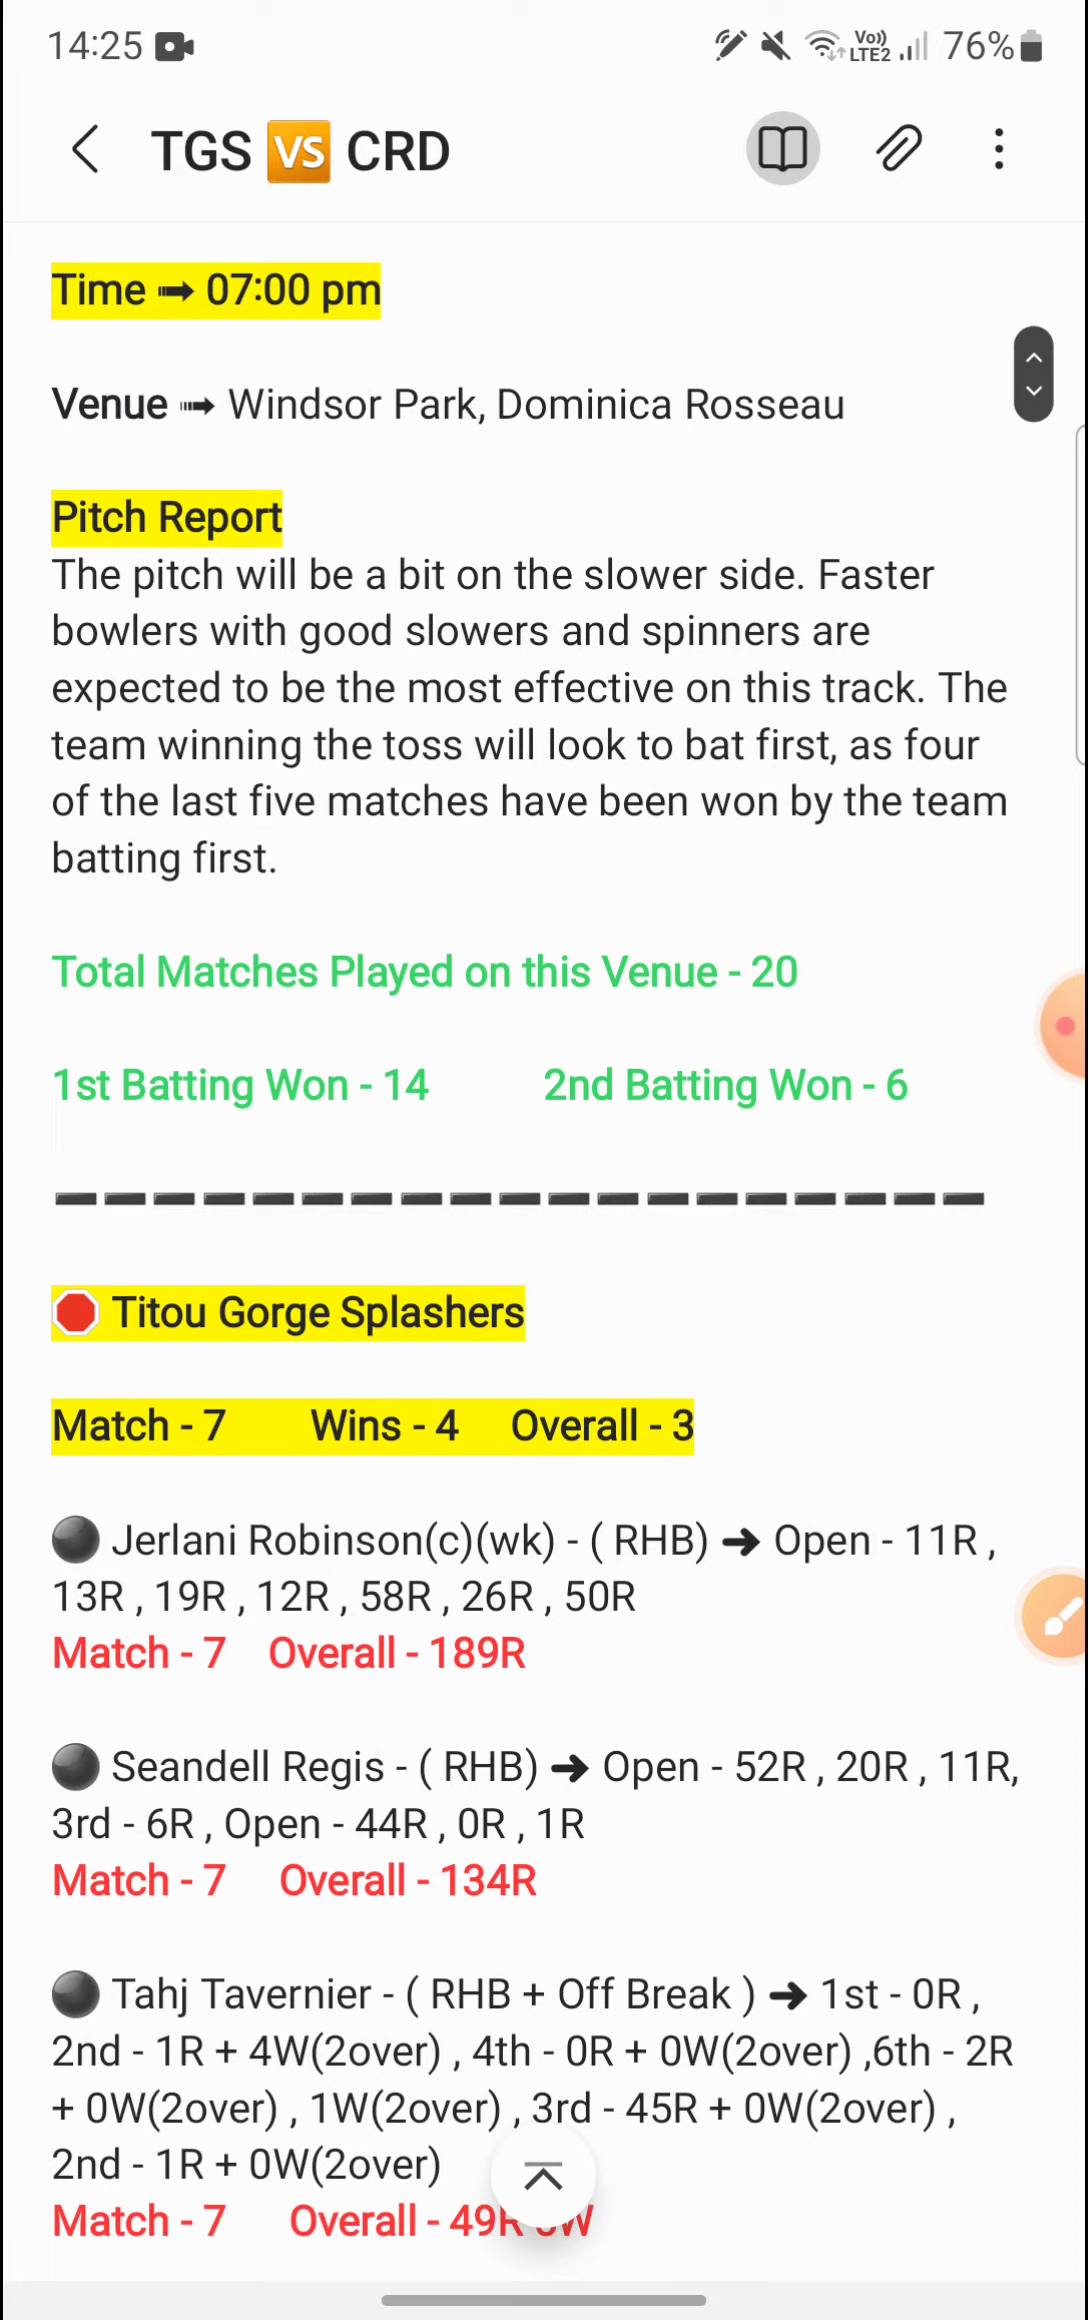 14:25 Vo)) LTE2 76%
TGS VS CRD
Time ➟ 07:00 pm
Venue ➟ Windsor Park, Dominica Rosseau
Pitch Report
The pitch will be a bit on the slower side. Faster
bowlers with good slowers and spinners are
expected to be the most effective on this track. The
team winning the toss will look to bat first, as four
of the last five matches have been won by the team
batting first.
Total Matches Played on this Venue - 20
1st Batting Won - 14 2nd Batting Won - 6
Titou Gorge Splashers
Match - 7 Wins - 4 Overall - 3
Jerlani Robinson(c)(wk) - ( RHB) ➜ Open - 11R ,
13R , 19R , 12R , 58R , 26R , 50R
Match - 7 Overall - 189R
Seandell Regis - ( RHB) ➜ Open - 52R , 20R , 11R,
3rd - 6R , Open - 44R , 0R , 1R
Match - 7 Overall - 134R
Tahj Tavernier - ( RHB + Off Break ) ➜ 1st - 0R ,
2nd - 1R + 4W(2over) , 4th - 0R + 0W(2over) ,6th - 2R
+ 0W(2over) , 1W(2over) , 3rd - 45R + 0W(2over) ,
2nd - 1R + 0W(2over)
Match - 7 Overall - 49R